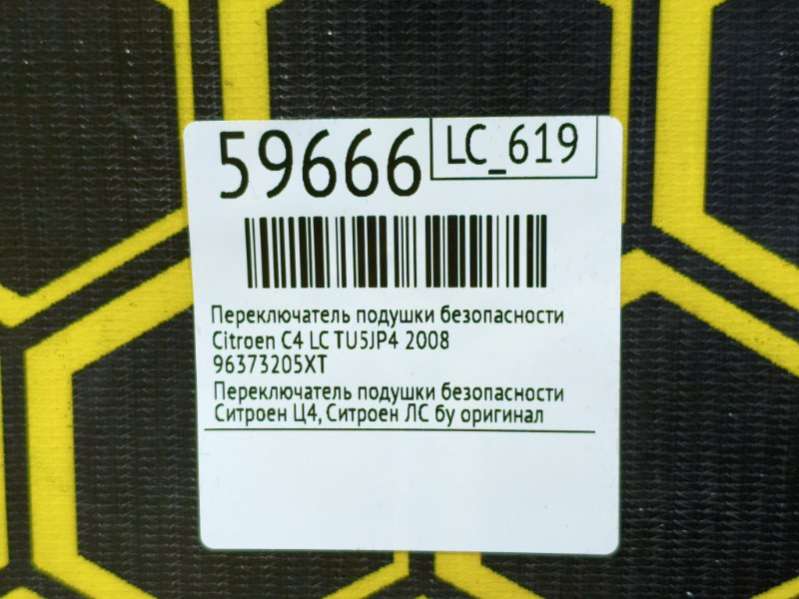 59666
LC_619
Переключатель подушки безопасности
Citroen C4 LC TU5JP4 2008
96373205XT
Переключатель подушки безопасности
Ситроен Ц4, Ситроен ЛС бу оригинал